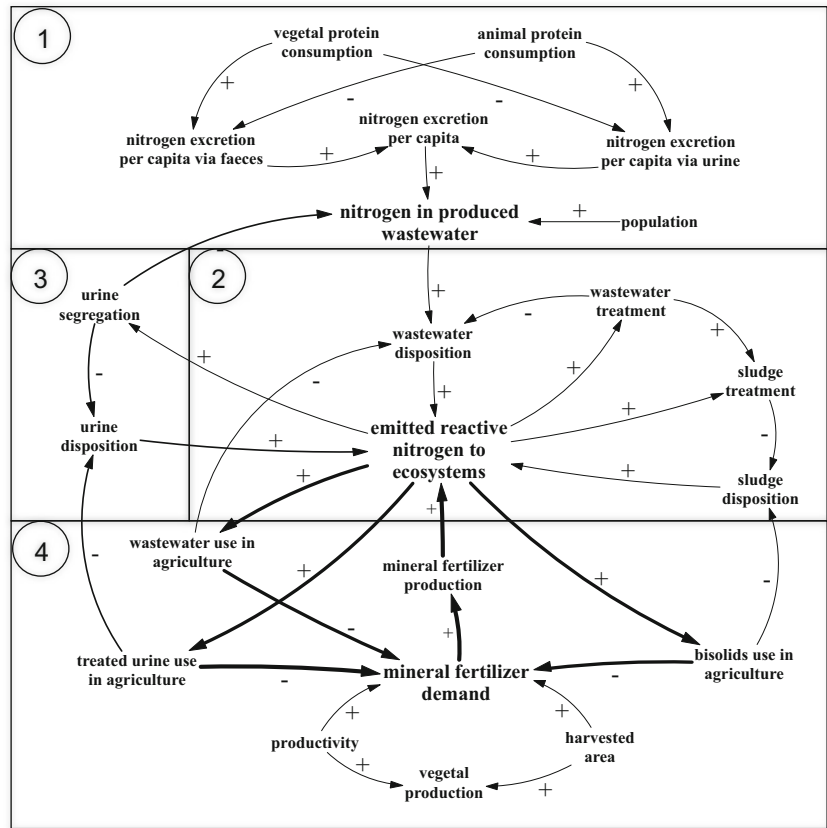 1
vegetal protein
consumption
animal protein
consumption
+
+
-
-
nitrogen excretion
per capita via faeces
nitrogen excretion
per capita
nitrogen excretion
per capita via urine
+
+
+
nitrogen in produced
wastewater
+
population
-
3
2
urine
segregation
+
wastewater
treatment
-
+
wastewater
disposition
+
-
+
-
+
sludge
treatment
+
+
urine
disposition
+
emitted reactive
nitrogen to
ecosystems
-
+
+
sludge
disposition
+
4
wastewater use in
agriculture
-
+
mineral fertilizer
production
+
-
-
+
treated urine use
in agriculture
-
mineral fertilizer
demand
-
bisolids use in
agriculture
+
+
productivity
harvested
area
+
vegetal
production
+